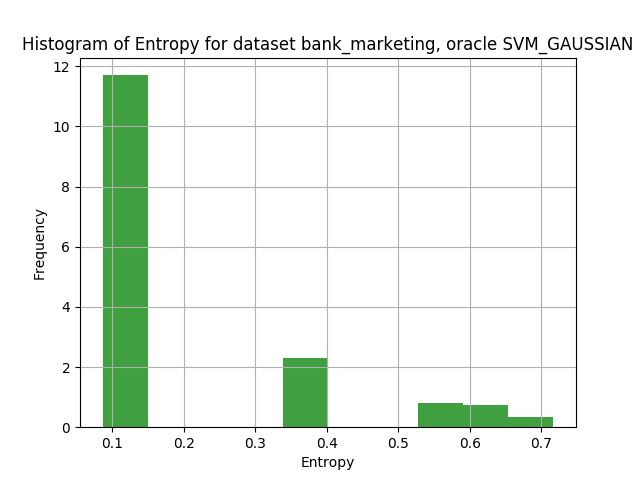 Histogram of Entropy for dataset bank_marketing, oracle SVM_GAUSSIAN
12
10
8
6
4
2
0
Frequency
0.1 0.2 0.3 0.4 0.5 0.6 0.7
Entropy